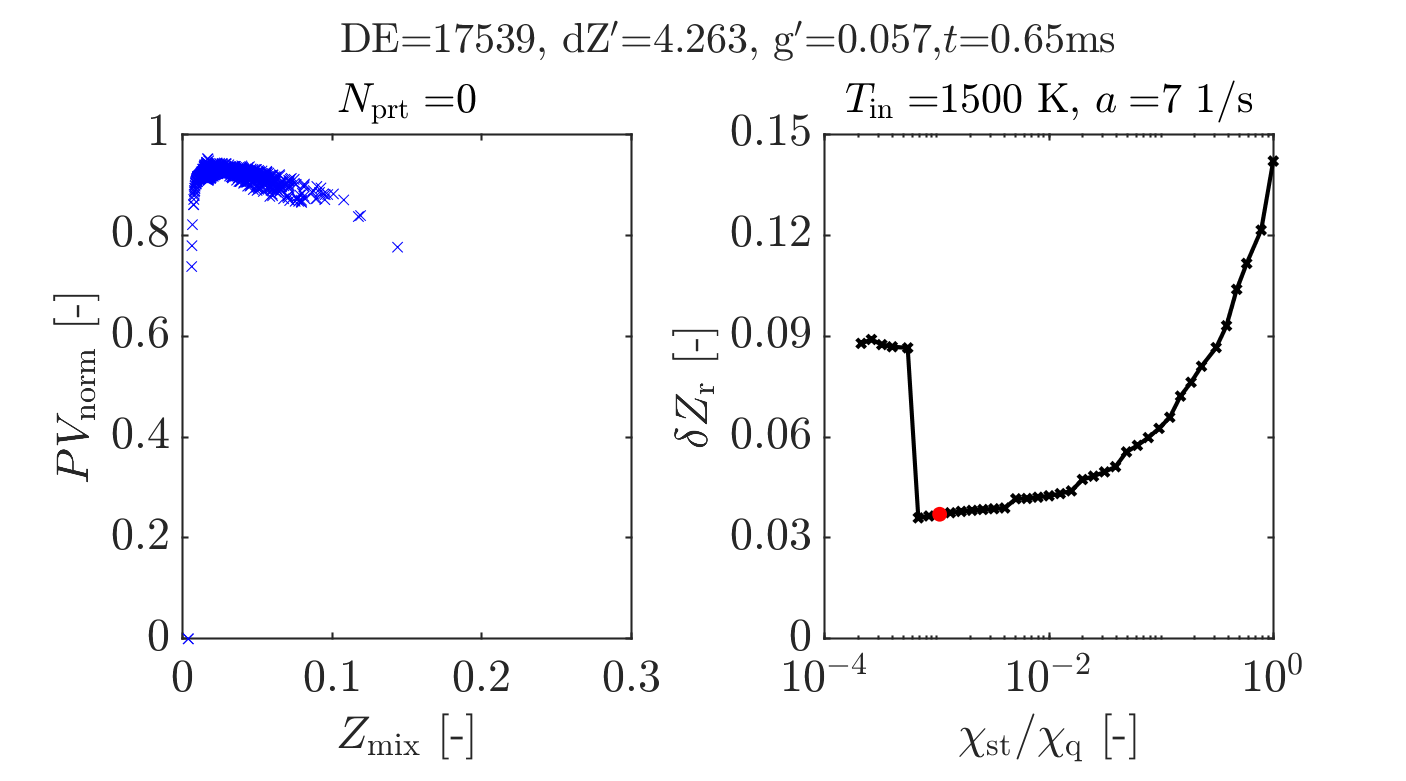 DE=17539, dZ′=4.263, g′=0.057,t=0.65ms
N_prt =0
1
0.8
0.6
0.4
0.2
0
PV_norm [-]
0 0.1 0.2 0.3
Z_mix [-]
T_in =1500 K, a =7 1/s
0.15
0.12
0.09
0.06
0.03
0
δZ_r [-]
10^−4 10^−2 10^0
χ_st/χ_q [-]